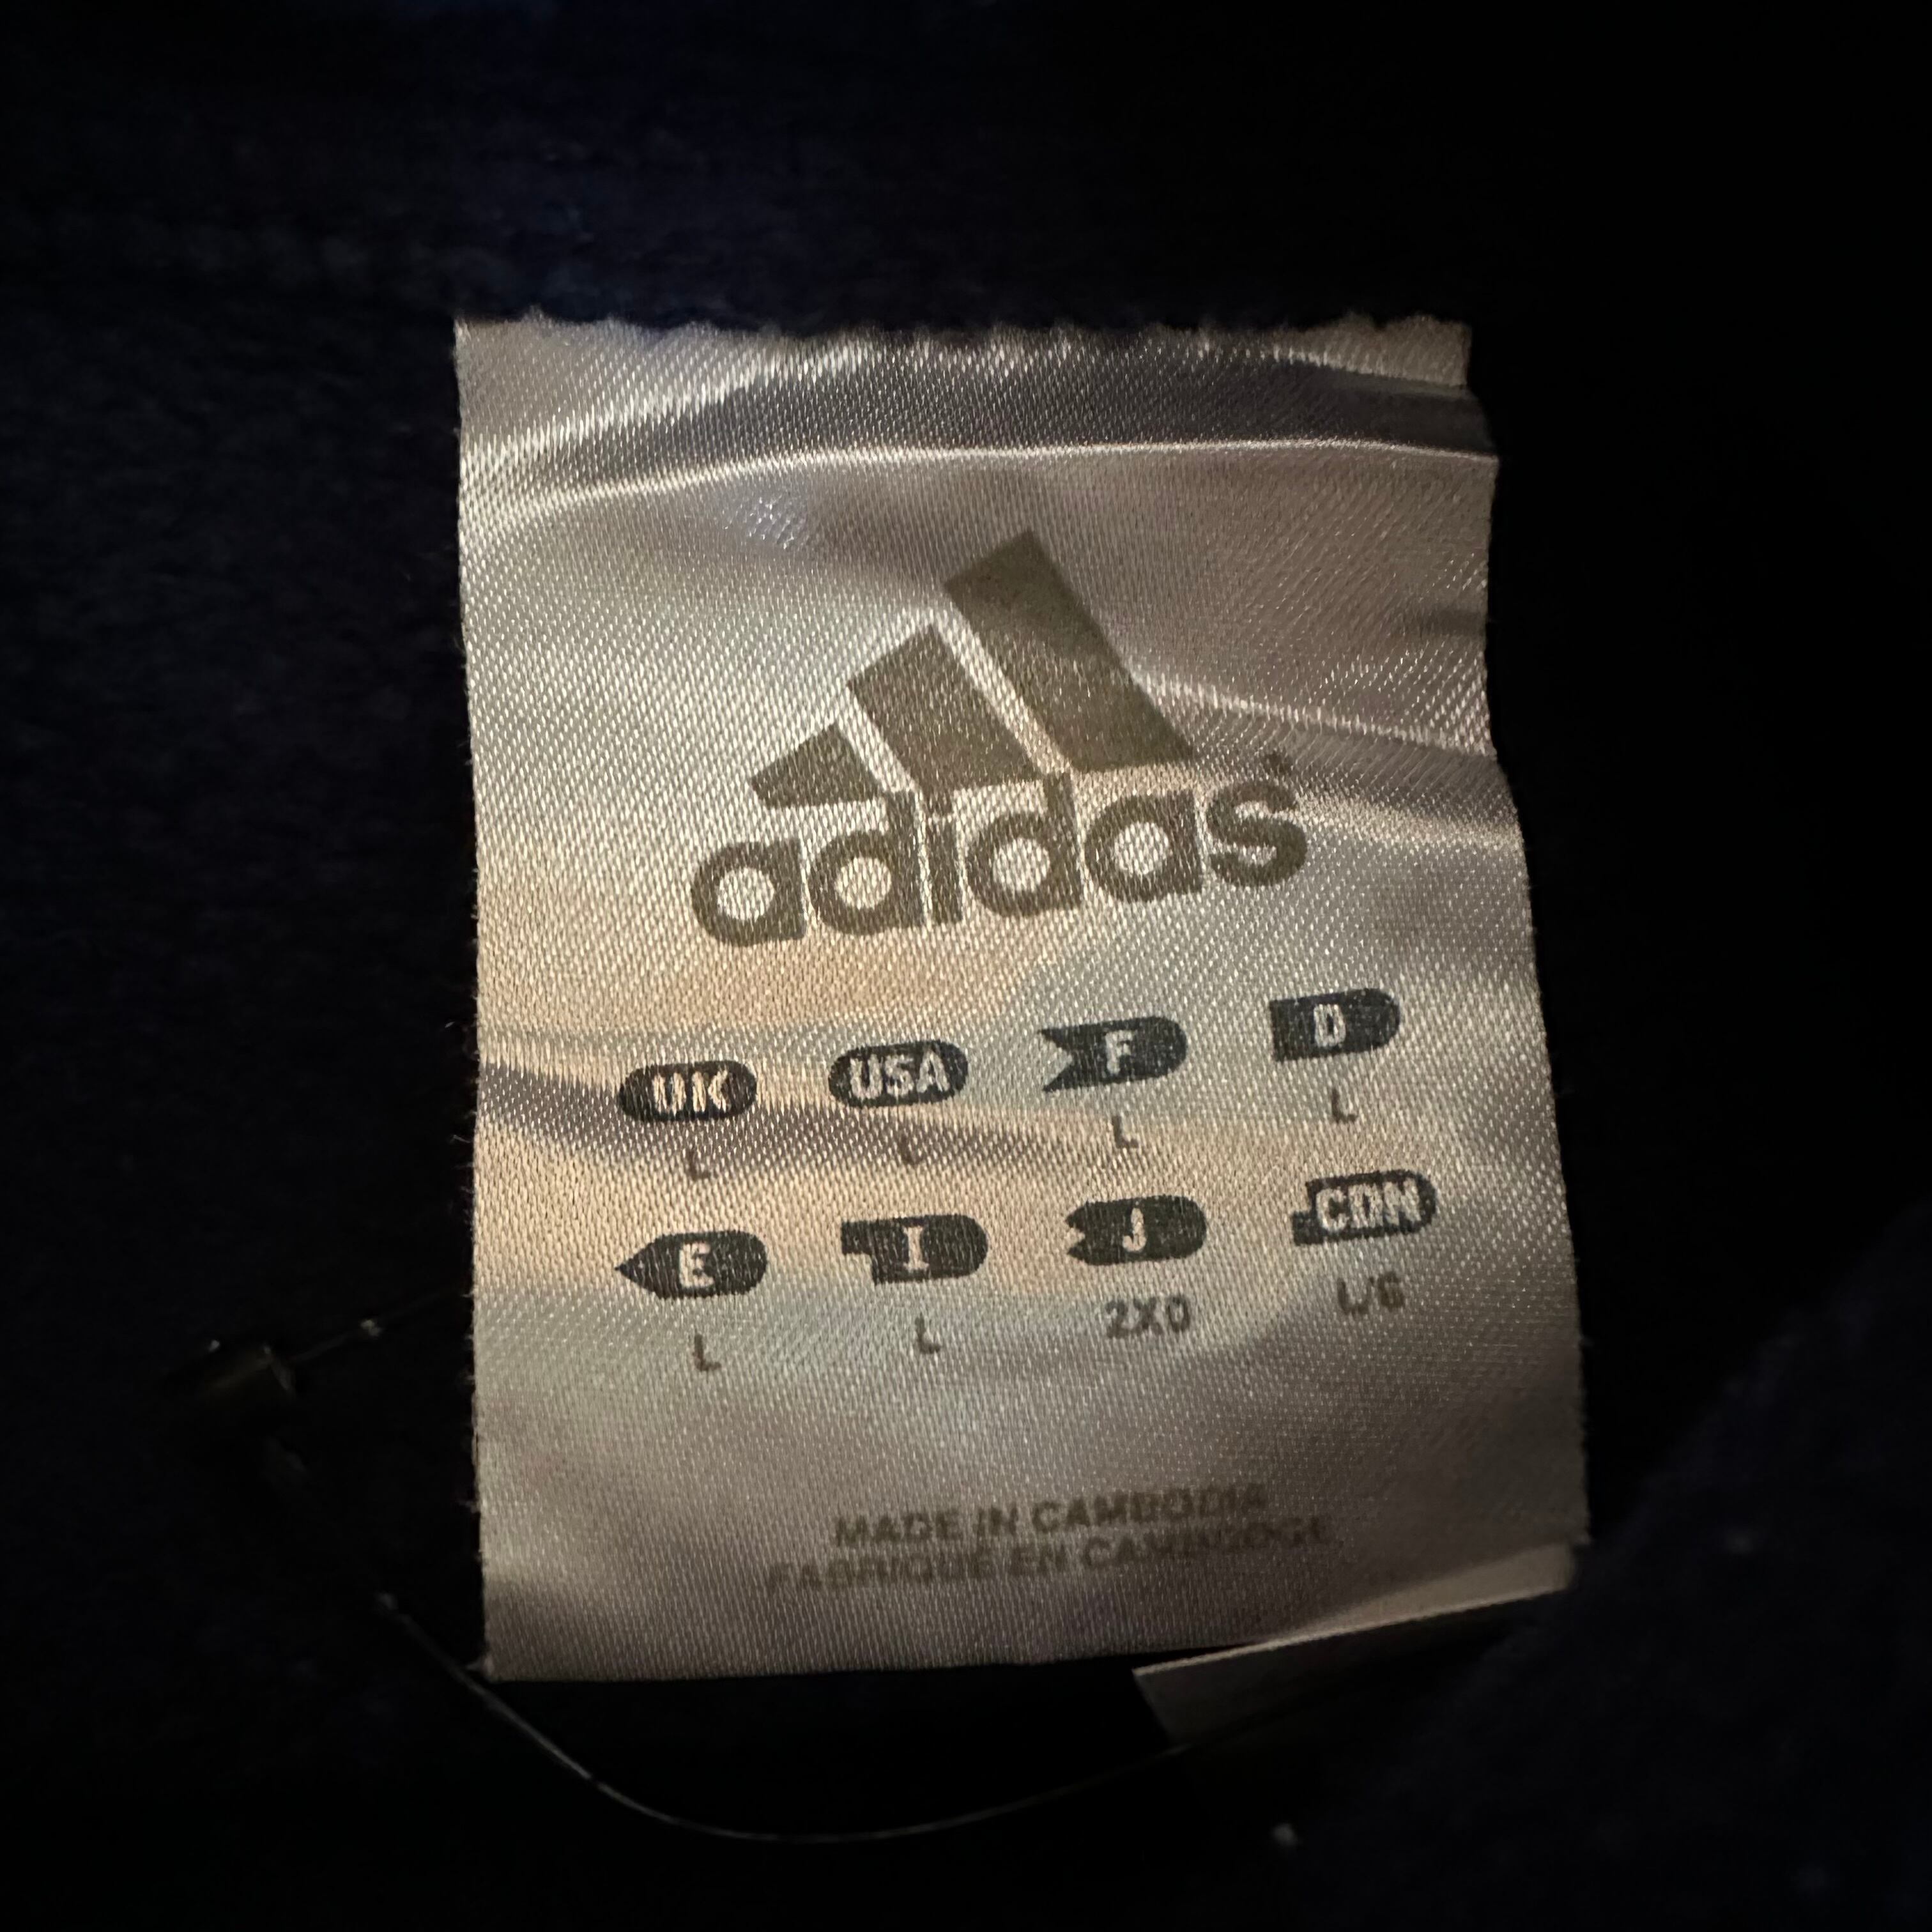 adidas
UK USA F D
L L L L
E I J CDN
L L 2XO L/G
MADE IN CAMBODIA
FABRIQUÉ EN CAMBODGE